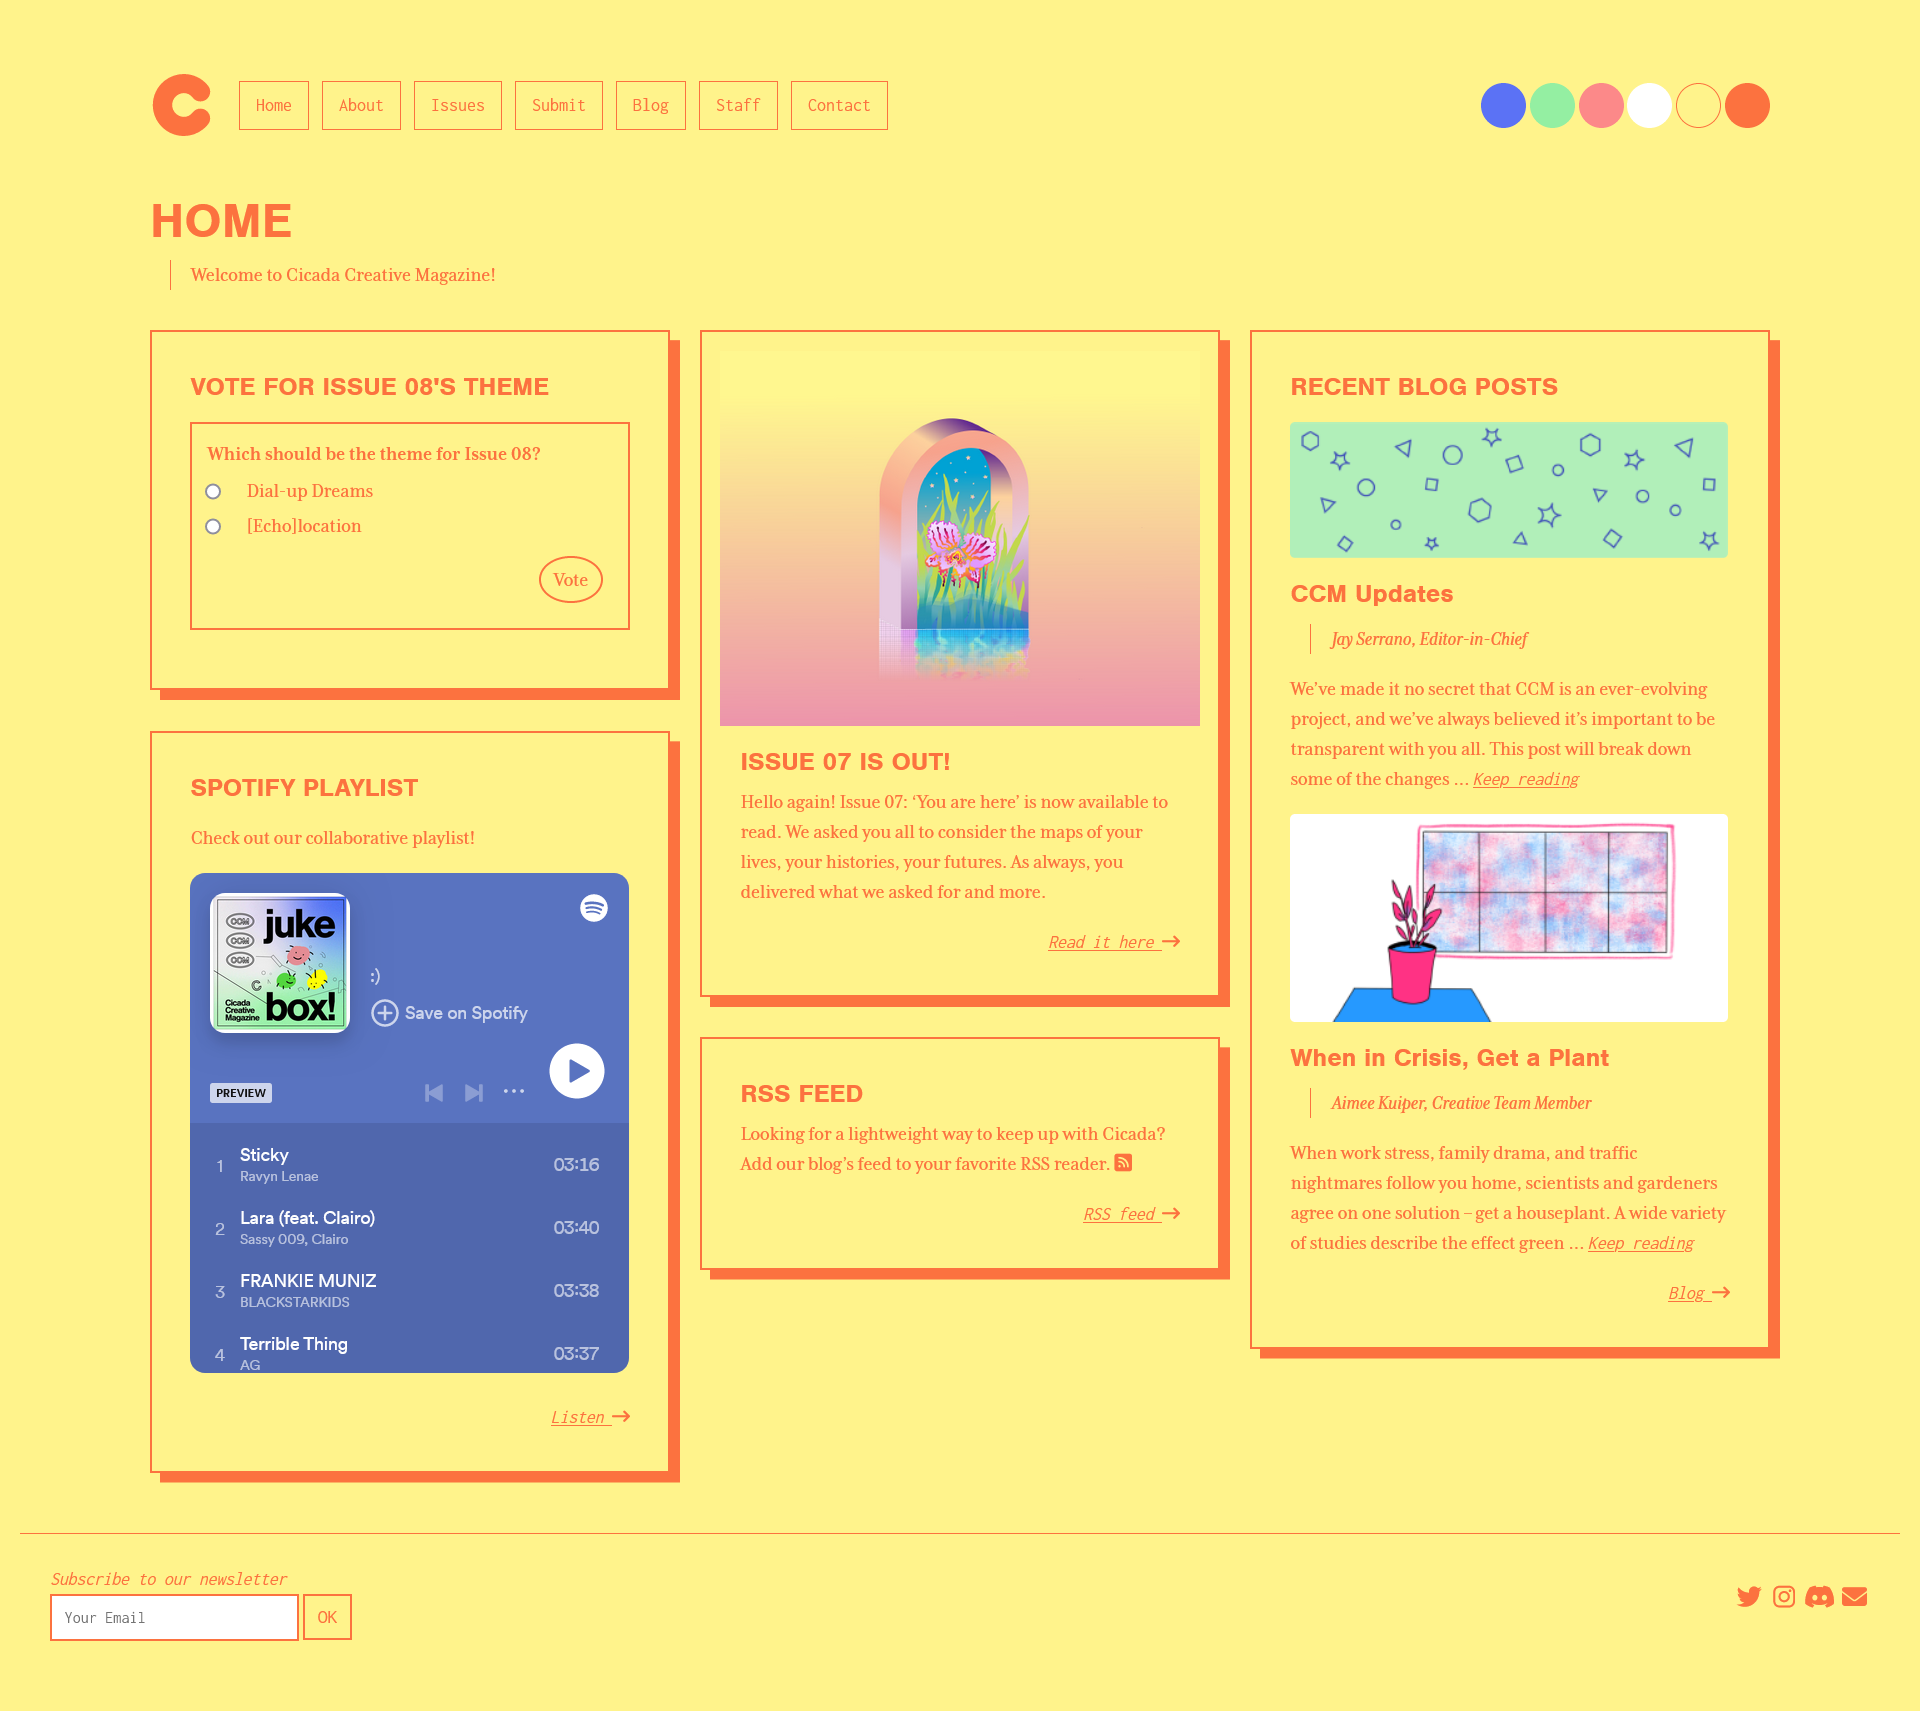 C
Home
About
Issues
Submit
Blog
Staff
Contact
HOME
Welcome to Cicada Creative Magazine!
VOTE FOR ISSUE 08'S THEME
Which should be the theme for Issue 08?
Dial-up Dreams
[Echo]location
Vote
SPOTIFY PLAYLIST
Check out our collaborative playlist!
CCM
CCM
CCM
juke
box!
C
Cicada
Creative
Magazine
:)
Save on Spotify
PREVIEW
1
Sticky
Ravyn Lenae
03:16
2
Lara (feat. Clairo)
Sassy 009, Clairo
03:40
3
FRANKIE MUNIZ
BLACKSTARKIDS
03:38
4
Terrible Thing
AG
03:37
Listen
ISSUE 07 IS OUT!
Hello again! Issue 07: ‘You are here’ is now available to
read. We asked you all to consider the maps of your
lives, your histories, your futures. As always, you
delivered what we asked for and more.
Read it here
RSS FEED
Looking for a lightweight way to keep up with Cicada?
Add our blog’s feed to your favorite RSS reader.
RSS feed
RECENT BLOG POSTS
CCM Updates
Jay Serrano, Editor-in-Chief
We’ve made it no secret that CCM is an ever-evolving
project, and we’ve always believed it’s important to be
transparent with you all. This post will break down
some of the changes … Keep reading
When in Crisis, Get a Plant
Aimee Kuiper, Creative Team Member
When work stress, family drama, and traffic
nightmares follow you home, scientists and gardeners
agree on one solution – get a houseplant. A wide variety
of studies describe the effect green … Keep reading
Blog
Subscribe to our newsletter
Your Email
OK